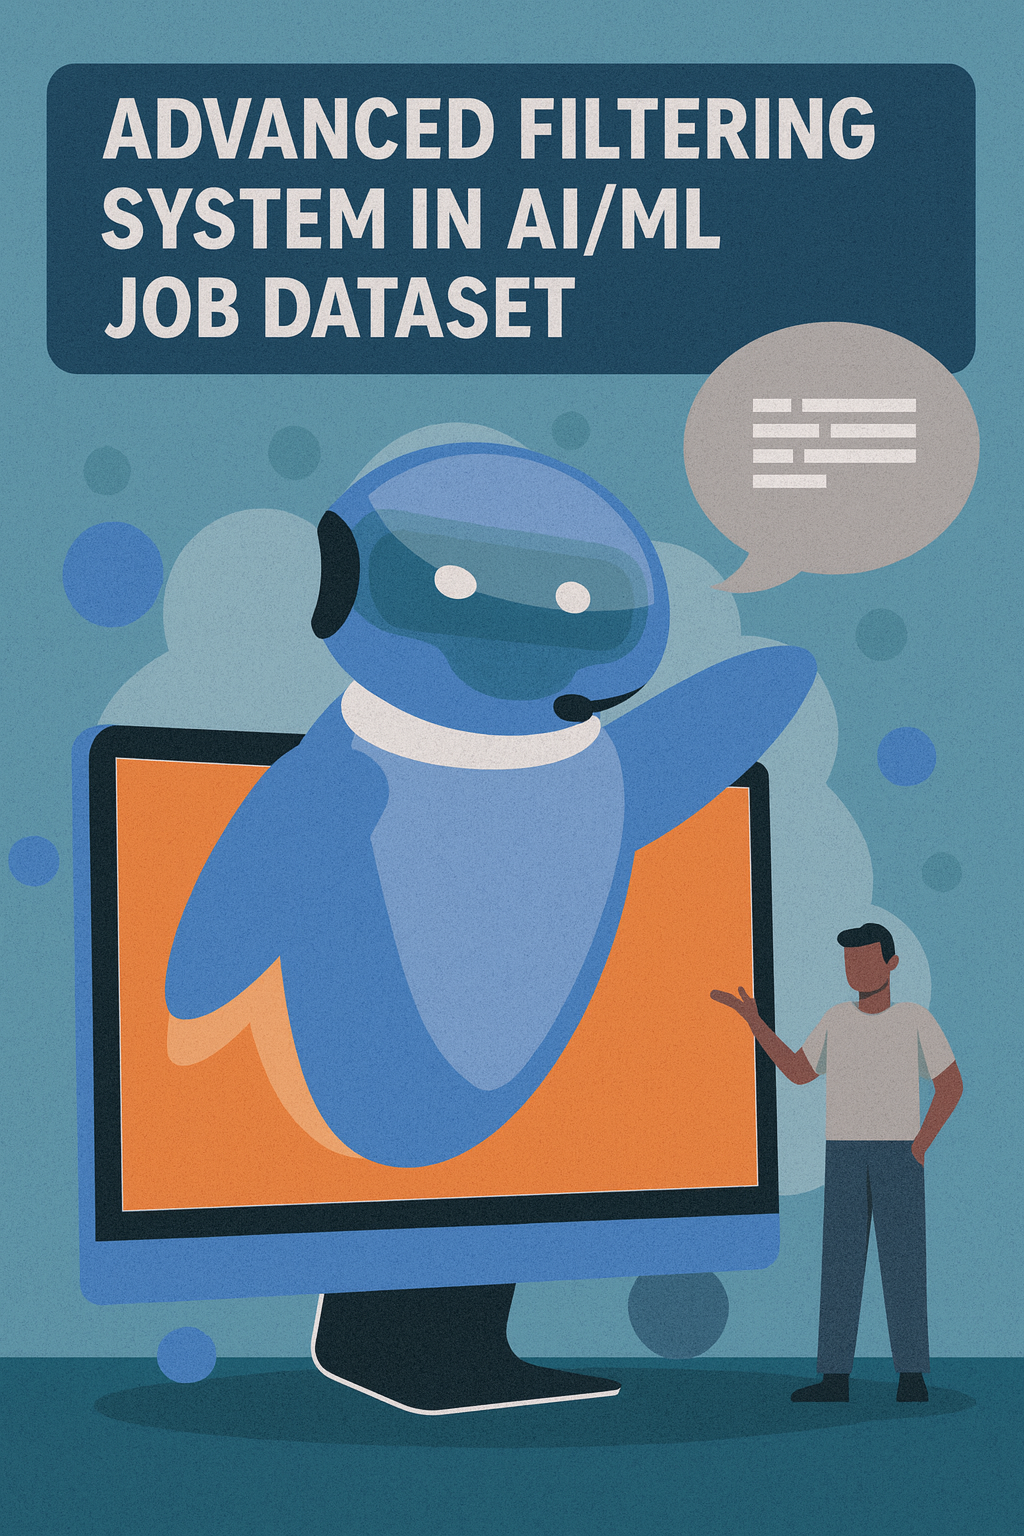 ADVANCED FILTERING
SYSTEM IN AI/ML
JOB DATASET